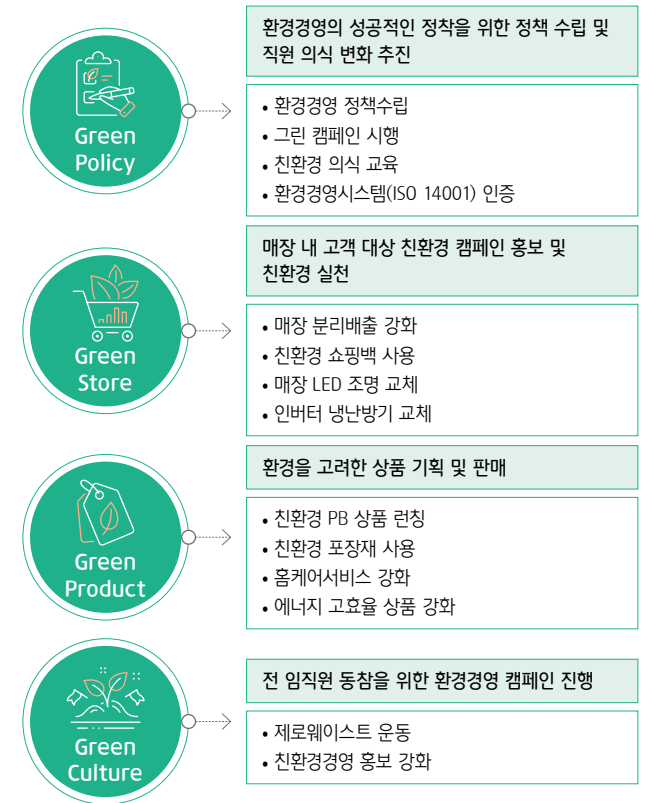 Green
Policy
환경경영의 성공적인 정착을 위한 정책 수립 및
직원 의식 변화 추진
• 환경경영 정책수립
• 그린 캠페인 시행
• 친환경 의식 교육
• 환경경영시스템(ISO 14001) 인증
Green
Store
매장 내 고객 대상 친환경 캠페인 홍보 및
친환경 실천
• 매장 분리배출 강화
• 친환경 쇼핑백 사용
• 매장 LED 조명 교체
• 인버터 냉난방기 교체
Green
Product
환경을 고려한 상품 기획 및 판매
• 친환경 PB 상품 런칭
• 친환경 포장재 사용
• 홈케어서비스 강화
• 에너지 고효율 상품 강화
Green
Culture
전 임직원 동참을 위한 환경경영 캠페인 진행
• 제로웨이스트 운동
• 친환경경영 홍보 강화